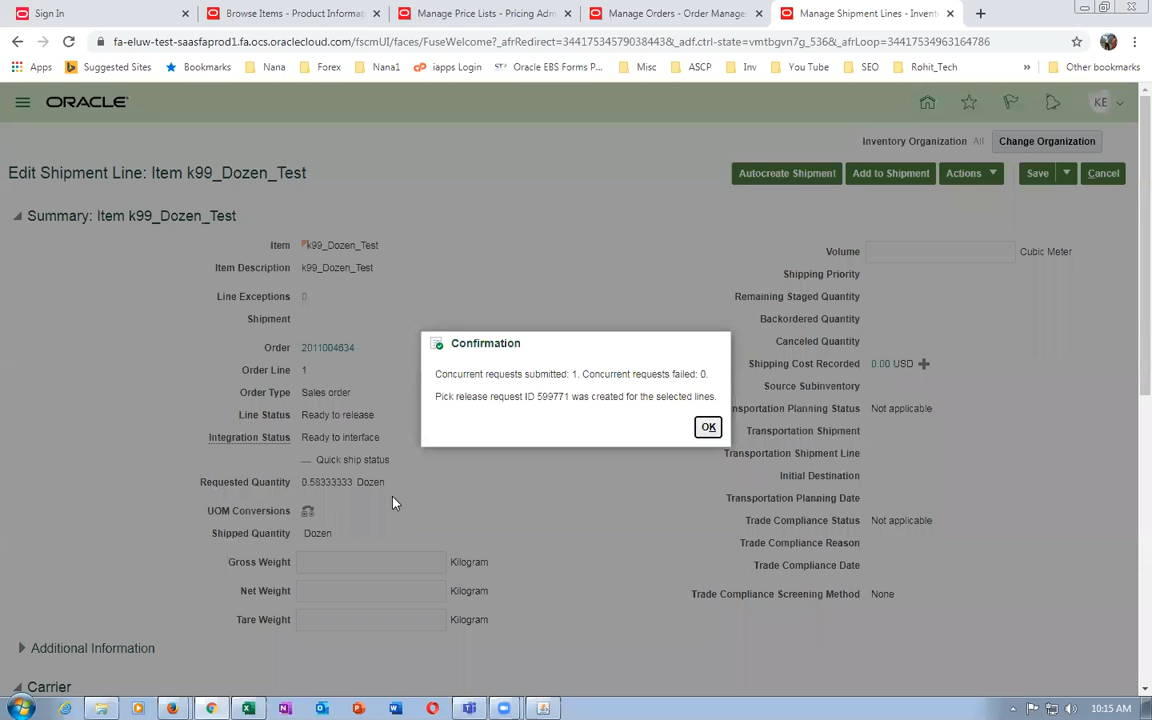 Sign In
Browse Items - Product Informat
Manage Price Lists - Pricing Adm
Manage Orders - Order Manage
Manage Shipment Lines - Invent
fa-eluw-test-saasfaprod1.fa.ocs.oraclecloud.com/fscmUI/faces/FuseWelcome?_afrRedirect=34417534579038443&_adf.ctrl-state=vmtbgvn7g_536&_afrLoop=34417534963164786
Apps Suggested Sites Bookmarks Nana Forex Nana1 iapps Login Oracle EBS Forms P... Misc ASCP Inv You Tube SEO Rohit_Tech » Other bookmarks
ORACLE KE
Inventory Organization All Change Organization
Edit Shipment Line: Item k99_Dozen_Test Autocreate Shipment Add to Shipment Actions Save Cancel
Summary: Item k99_Dozen_Test
Item k99_Dozen_Test
Item Description k99_Dozen_Test
Line Exceptions 0
Shipment
Order 2011004634
Order Line 1
Order Type Sales order
Line Status Ready to release
Integration Status Ready to interface
Quick ship status
Requested Quantity 0.58333333 Dozen
UOM Conversions
Shipped Quantity Dozen
Gross Weight Kilogram
Net Weight Kilogram
Tare Weight Kilogram
Volume Cubic Meter
Shipping Priority
Remaining Staged Quantity
Backordered Quantity
Canceled Quantity
Shipping Cost Recorded 0.00 USD
Source Subinventory
nsportation Planning Status Not applicable
Transportation Shipment
Transportation Shipment Line
Initial Destination
Transportation Planning Date
Trade Compliance Status Not applicable
Trade Compliance Reason
Trade Compliance Date
Trade Compliance Screening Method None
Confirmation
Concurrent requests submitted: 1. Concurrent requests failed: 0.
Pick release request ID 599771 was created for the selected lines.
OK
Additional Information
Carrier
10:15 AM